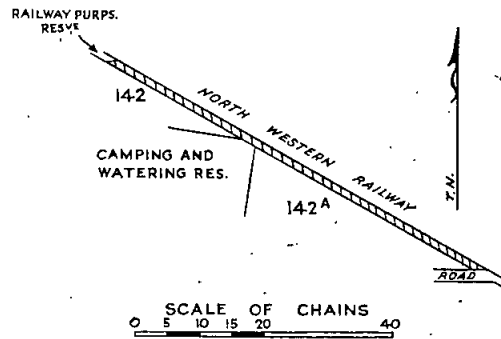 RAILWAY PURPS.
RESVE
142
NORTH WESTERN RAILWAY
CAMPING AND
WATERING RES.
142A
T.N.
ROAD
SCALE OF CHAINS
0 5 10 15 20 40